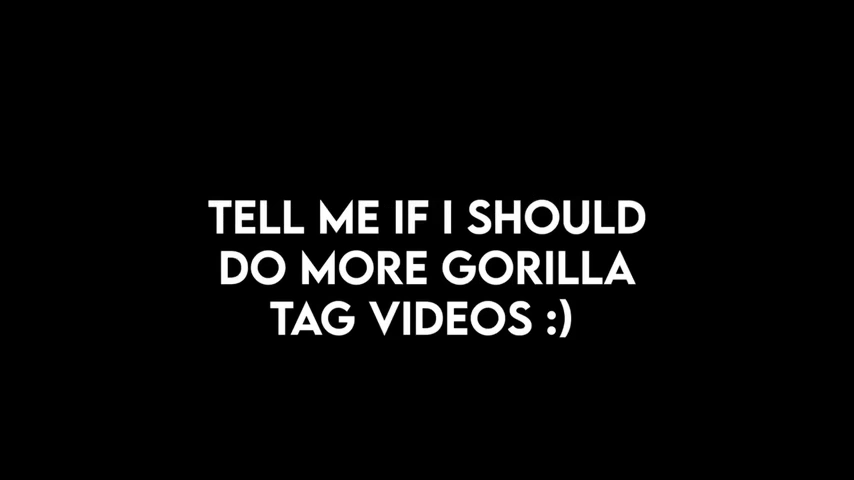 TELL ME IF I SHOULD
DO MORE GORILLA
TAG VIDEOS :)